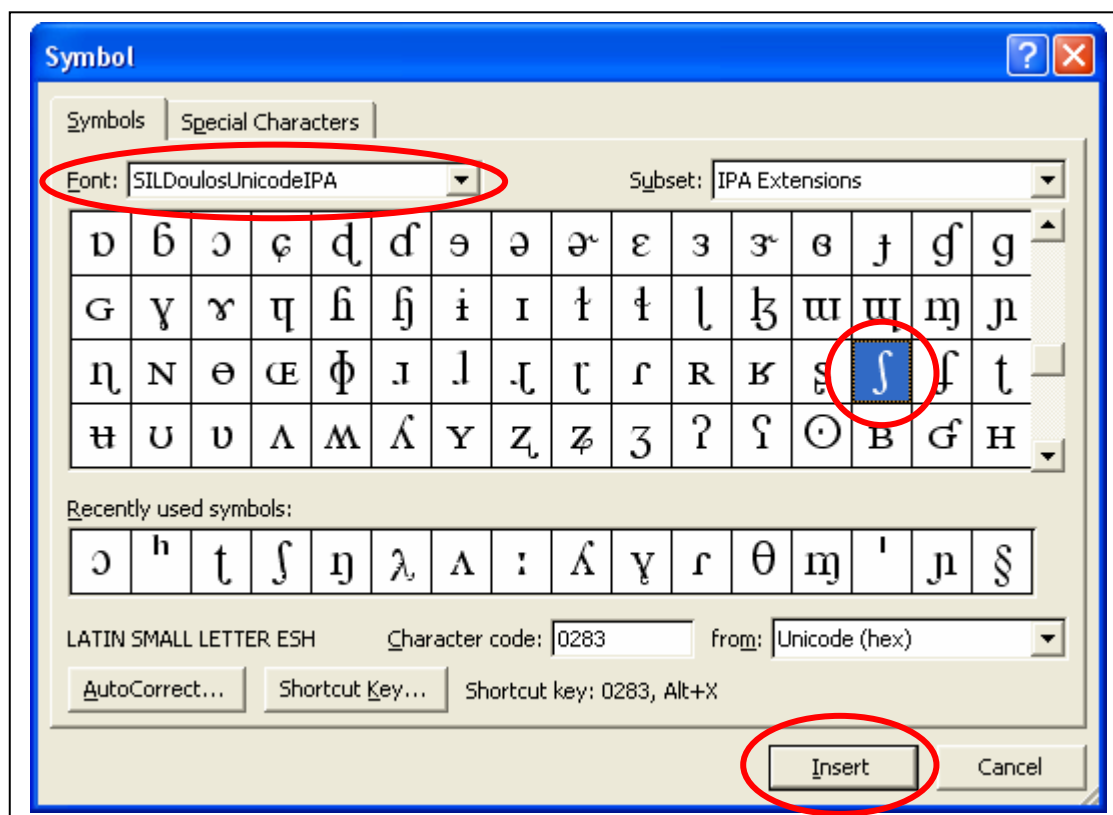 Symbol
Symbols Special Characters
Font: SILDoulosUnicodeIPA Subset: IPA Extensions
ɒ ɓ ɔ ɕ ɖ ɗ ɘ ə ɚ ɛ ɜ ɝ ɞ ɟ ɠ ɡ
ɢ ɣ ɤ ɥ ɦ ɧ ɨ ɪ ɫ ɬ ɭ ɮ ɯ ɰ ɱ ɲ
ɳ ɴ ɵ ɶ ɸ ɹ ɺ ɻ ɽ ɾ ʀ ʁ ʂ ʃ ʄ ʈ
ʉ ʊ ʋ ʌ ʍ ʎ ʏ ʐ ʑ ʒ ʔ ʕ ʘ ʙ ʛ ʜ
Recently used symbols:
ɔ ʰ ʈ ʃ ŋ λ ʌ ː ʎ ɣ ɾ θ ɱ ˈ ɲ §
LATIN SMALL LETTER ESH Character code: 0283 from: Unicode (hex)
AutoCorrect... Shortcut Key... Shortcut key: 0283, Alt+X
Insert Cancel